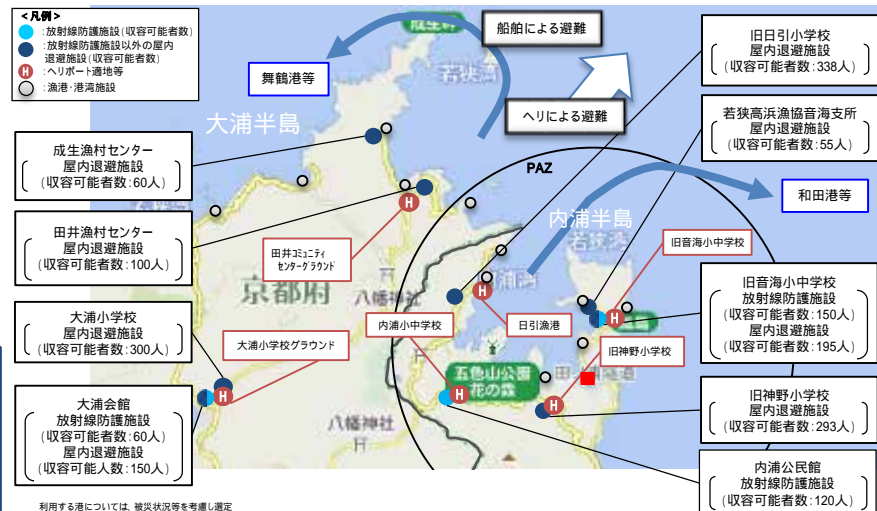 <凡例>
:放射線防護施設(収容可能者数)
:放射線防護施設以外の屋内
退避施設(収容可能者数)
H :ヘリポート適地等
:漁港・港湾施設
船舶による避難
舞鶴港等
若狭湾
ヘリによる避難
大浦半島
PAZ
内浦半島
和田港等
旧日引小学校
屋内退避施設
(収容可能者数:338人)
若狭高浜漁協音海支所
屋内退避施設
(収容可能者数:55人)
成生漁村センター
屋内退避施設
(収容可能者数:60人)
田井漁村センター
屋内退避施設
(収容可能者数:100人)
田井コミュニティ
センターグラウンド
京都府
八幡神社
旧音海小中学校
大浦小学校
屋内退避施設
(収容可能者数:300人)
大浦小学校グラウンド
内浦小中学校
日引漁港
旧神野小学校
旧音海小中学校
放射線防護施設
(収容可能者数:150人)
屋内退避施設
(収容可能者数:195人)
五色山公園
花の森
八幡神社
大浦会館
放射線防護施設
(収容可能者数:60人)
屋内退避施設
(収容可能人数:150人)
旧神野小学校
屋内退避施設
(収容可能者数:293人)
内浦公民館
放射線防護施設
(収容可能者数:120人)
H
H
H
H
H
H
利用する港については、被災状況等を考慮し選定